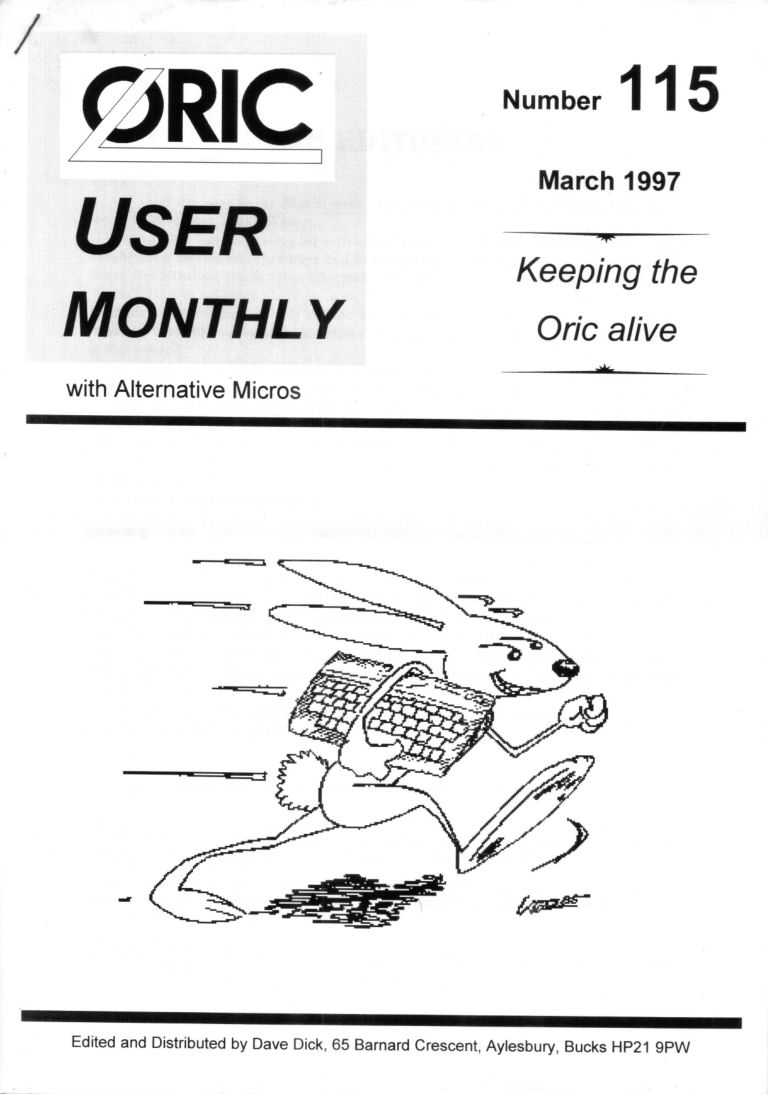 ORIC
USER
MONTHLY
with Alternative Micros
Number 115
March 1997
Keeping the
Oric alive
Edited and Distributed by Dave Dick, 65 Barnard Crescent, Aylesbury, Bucks HP21 9PW